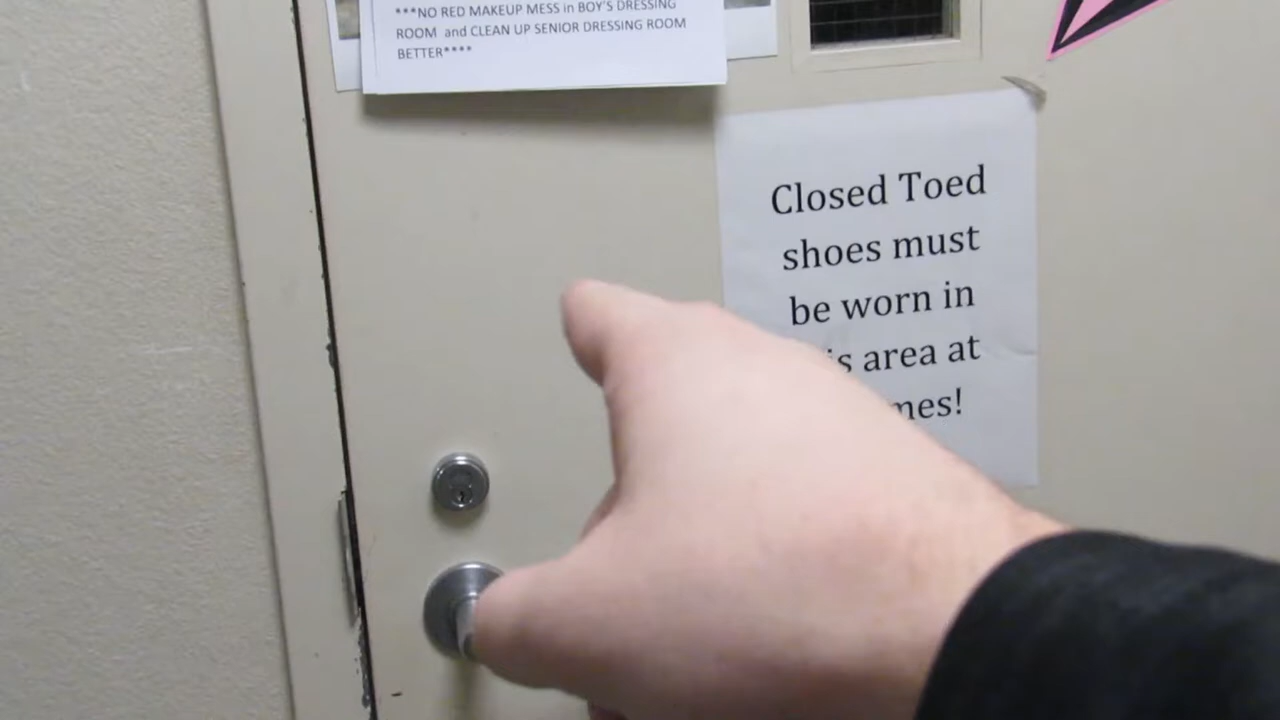 ***NO RED MAKEUP MESS in BOY'S DRESSING
ROOM and CLEAN UP SENIOR DRESSING ROOM
BETTER****
Closed Toed
shoes must
be worn in
area at